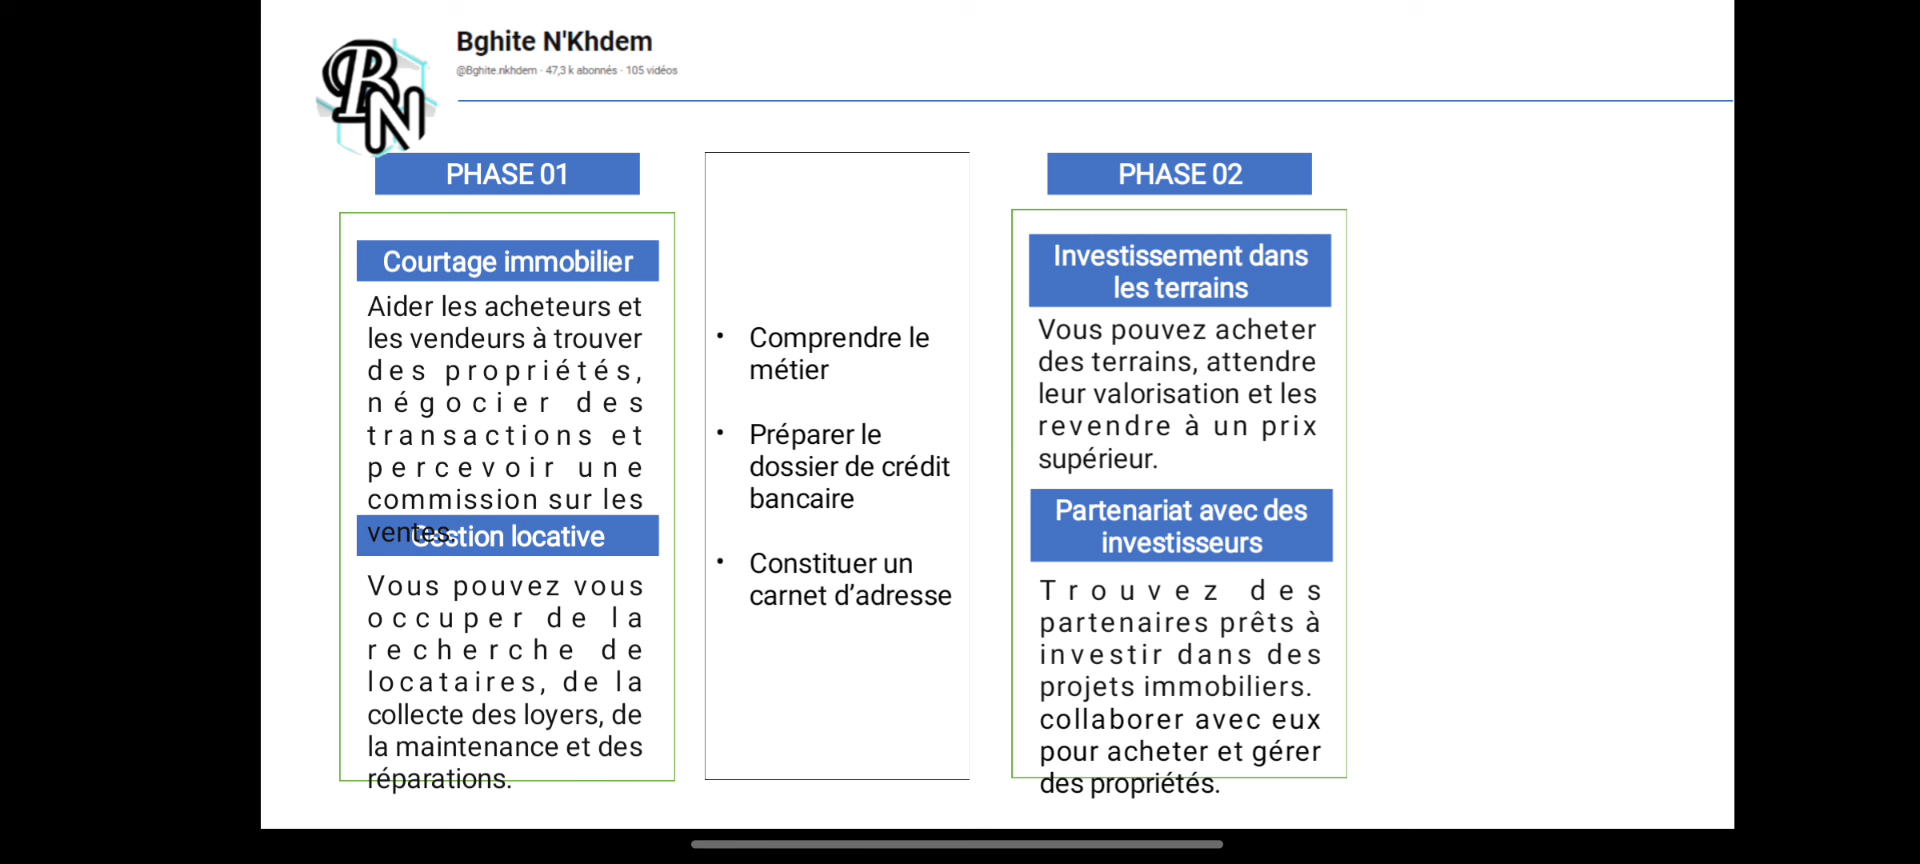 Bghite N'Khdem
@Bghite.nkhdem · 47,3 k abonnés · 105 vidéos
BN
PHASE 01
Courtage immobilier
Aider les acheteurs et
les vendeurs à trouver
des propriétés,
négocier des
transactions et
percevoir une
commission sur les
ventes.
Gestion locative
Vous pouvez vous
occuper de la
recherche de
locataires, de la
collecte des loyers, de
la maintenance et des
réparations.
• Comprendre le
métier
• Préparer le
dossier de crédit
bancaire
• Constituer un
carnet d’adresse
PHASE 02
Investissement dans
les terrains
Vous pouvez acheter
des terrains, attendre
leur valorisation et les
revendre à un prix
supérieur.
Partenariat avec des
investisseurs
Trouvez des
partenaires prêts à
investir dans des
projets immobiliers.
collaborer avec eux
pour acheter et gérer
des propriétés.